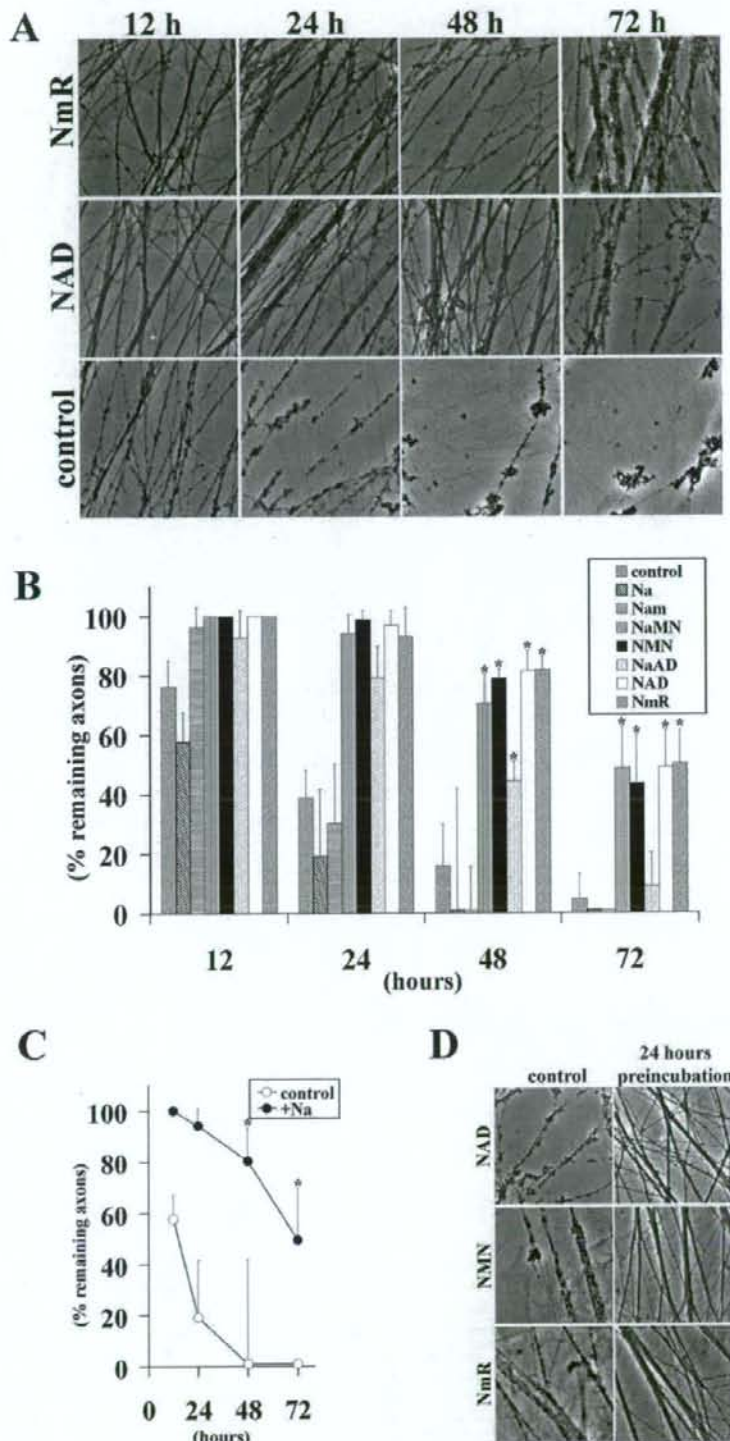 A
12 h 24 h 48 h 72 h
NmR
NAD
control
B
(% remaining axons)
100
80
60
40
20
0
control
Na
Nam
NaMN
NMN
NaAD
NAD
NmR
* * * * *
* * * *
12 24 48 72
(hours)
C
(% remaining axons)
control
+Na
100
80
60
40
20
0
*
*
0 24 48 72
(hours)
D
24 hours
control preincubation
NAD
NMN
NmR